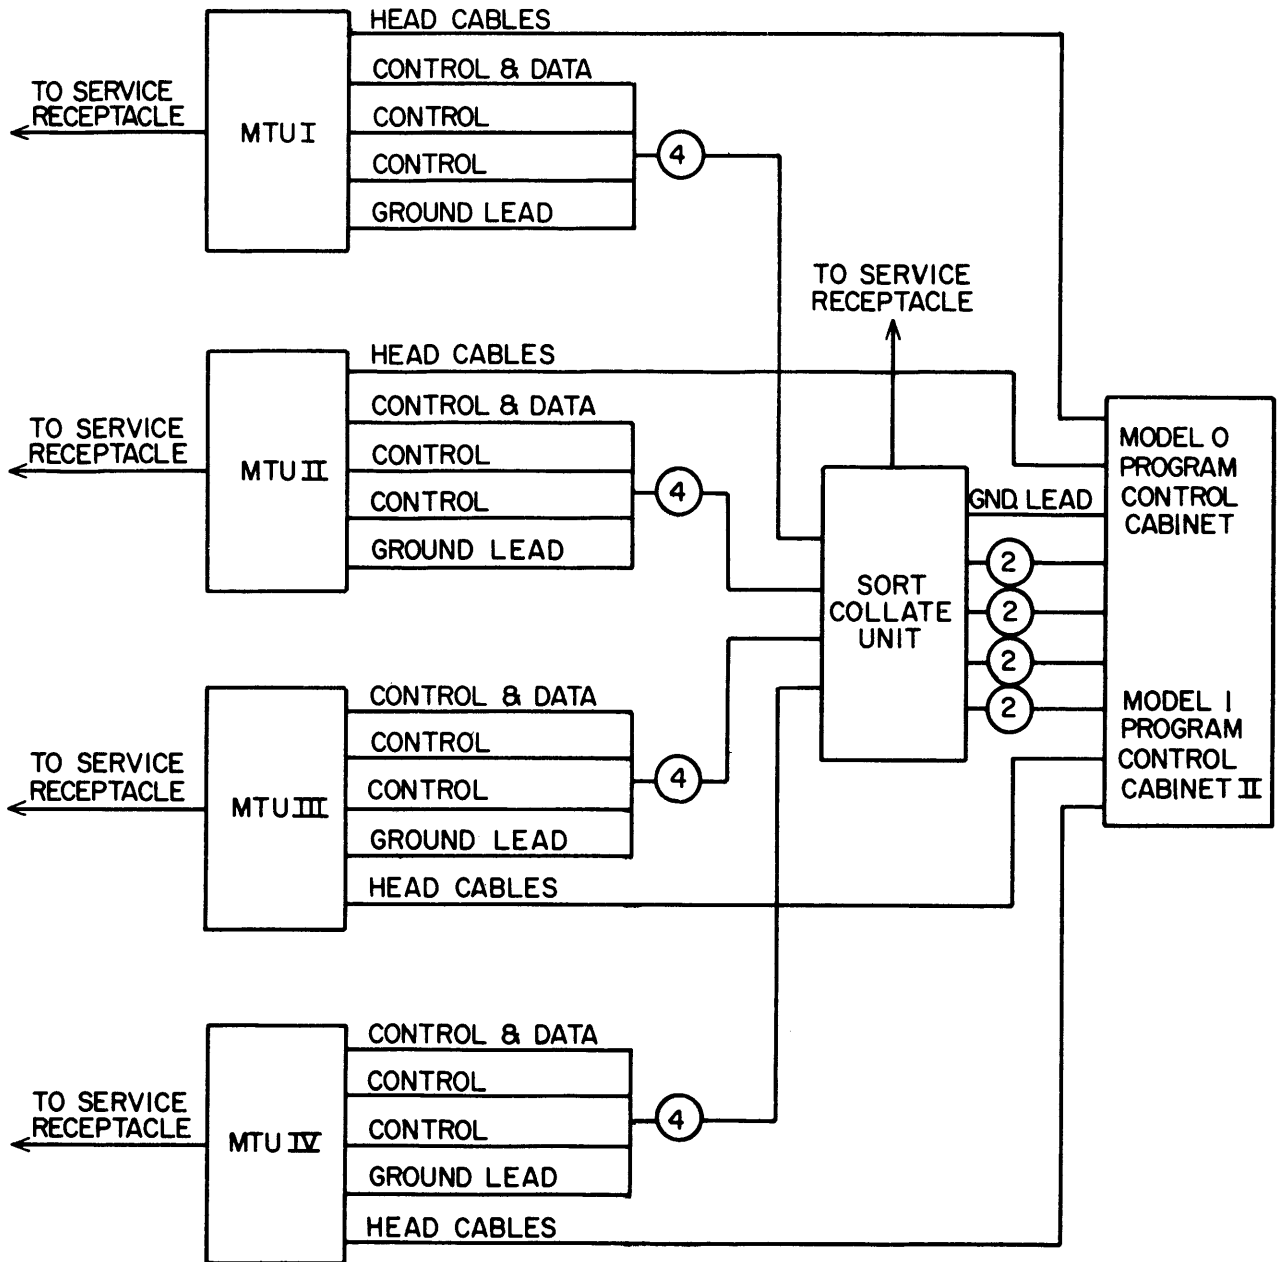 HEAD CABLES
CONTROL & DATA
CONTROL
CONTROL
GROUND LEAD
TO SERVICE
RECEPTACLE
MTU I
TO SERVICE
RECEPTACLE
HEAD CABLES
CONTROL & DATA
CONTROL
CONTROL
GROUND LEAD
TO SERVICE
RECEPTACLE
MTU II
4
4
MODEL O
PROGRAM
CONTROL
CABINET
GND. LEAD
SORT
COLLATE
UNIT
2
2
2
2
MODEL 1
PROGRAM
CONTROL
CABINET II
CONTROL & DATA
CONTROL
CONTROL
GROUND LEAD
HEAD CABLES
TO SERVICE
RECEPTACLE
MTU III
4
CONTROL & DATA
CONTROL
CONTROL
GROUND LEAD
HEAD CABLES
TO SERVICE
RECEPTACLE
MTU IV
4